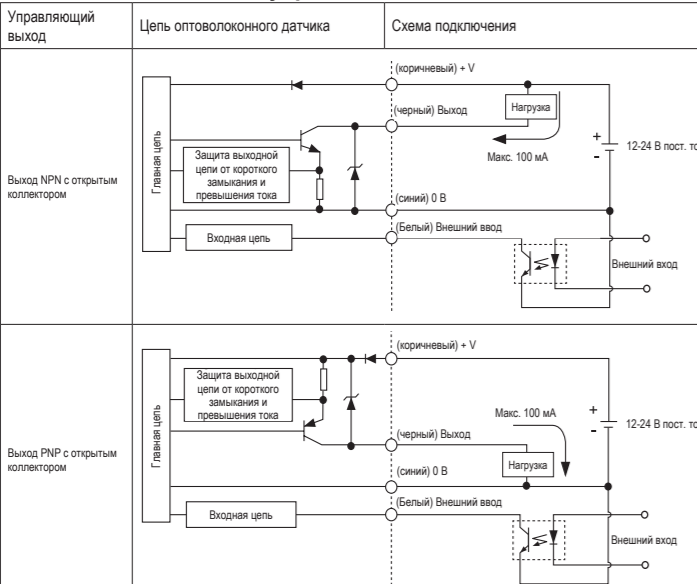 Управляющий
выход
Цепь оптоволоконного датчика
Схема подключения
Выход NPN с открытым
коллектором
Главная цепь
Защита выходной
цепи от короткого
замыкания и
превышения тока
Входная цепь
(коричневый) + V
(черный) Выход
Нагрузка
Макс. 100 мА
+
-
12-24 В пост. то
(синий) 0 В
(Белый) Внешний ввод
Внешний вход
Выход PNP с открытым
коллектором
Главная цепь
Защита выходной
цепи от короткого
замыкания и
превышения тока
Входная цепь
(коричневый) + V
Макс. 100 мА
+
-
12-24 В пост. то
(черный) Выход
Нагрузка
(синий) 0 В
(Белый) Внешний ввод
Внешний вход